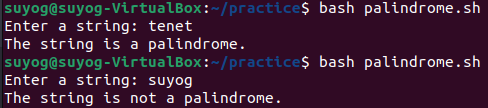 suyog@suyog-VirtualBox:~/practice$ bash palindrome.sh
Enter a string: tenet
The string is a palindrome.
suyog@suyog-VirtualBox:~/practice$ bash palindrome.sh
Enter a string: suyog
The string is not a palindrome.